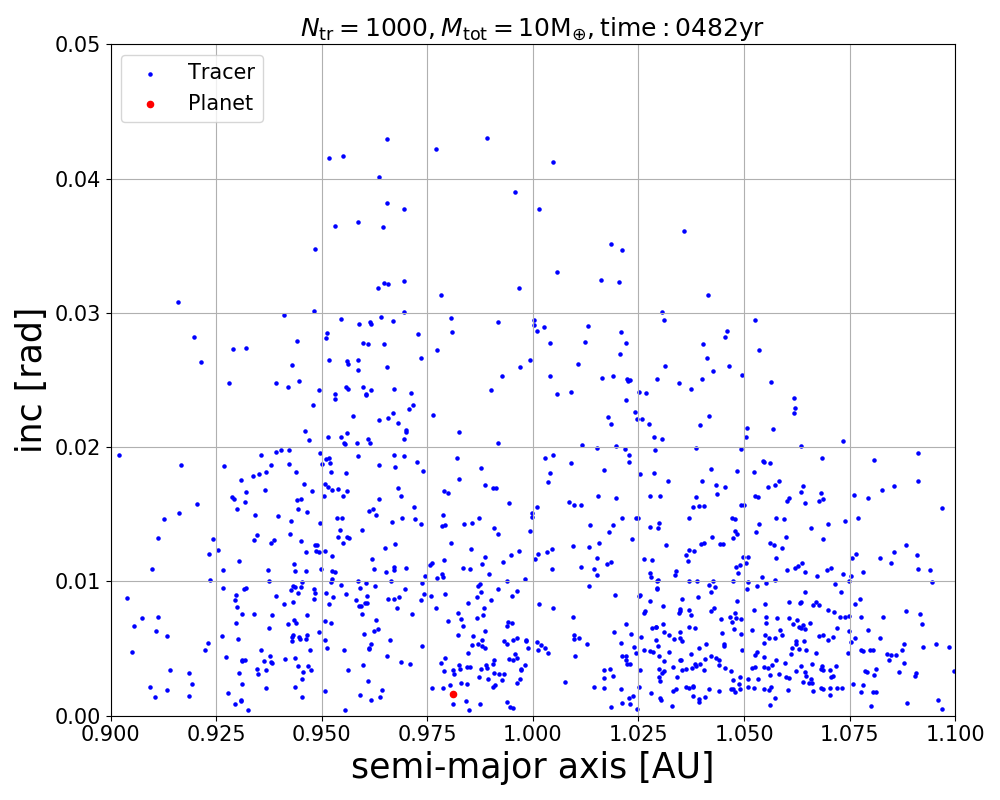 N_tr = 1000, M_tot = 10M_⊕, time : 0482yr
Tracer
Planet
0.05
0.04
0.03
0.02
0.01
0.00
inc [rad]
0.900 0.925 0.950 0.975 1.000 1.025 1.050 1.075 1.100
semi-major axis [AU]